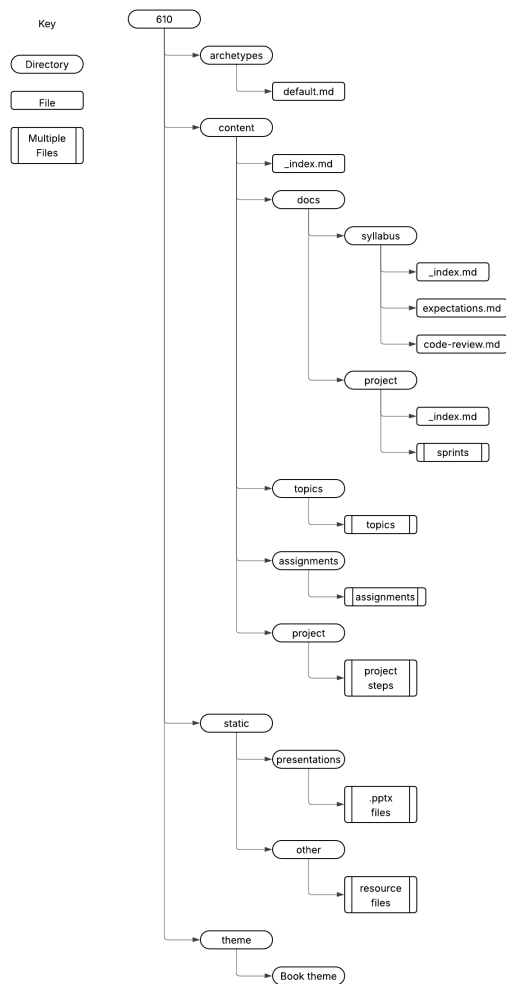 Key
Directory
File
Multiple
Files
610
archetypes
default.md
content
_index.md
docs
syllabus
_index.md
expectations.md
code-review.md
project
_index.md
sprints
topics
topics
assignments
assignments
project
project
steps
static
presentations
.pptx
files
other
resource
files
theme
Book theme